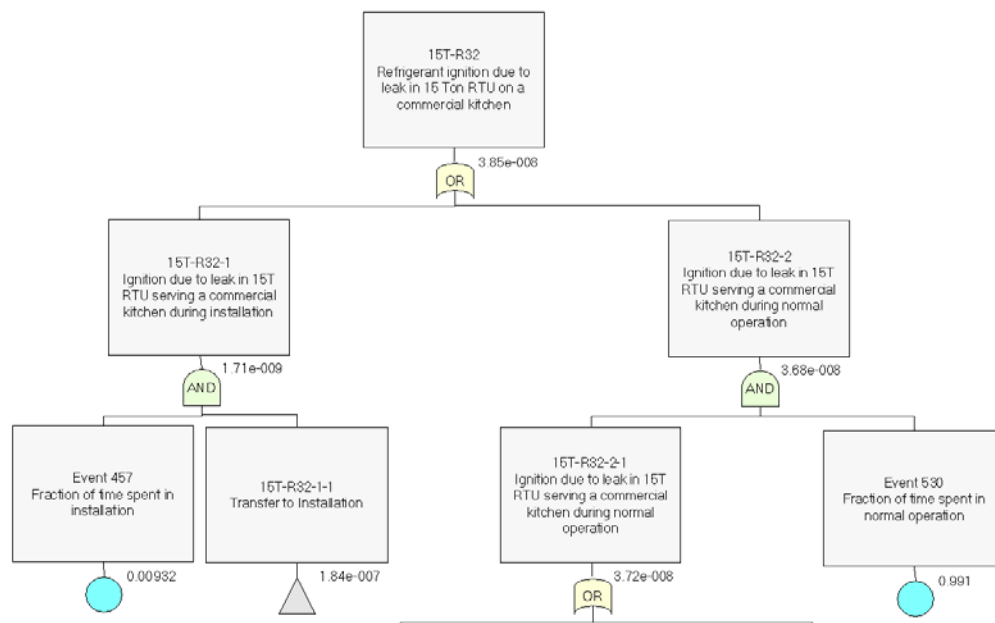 15T-R32
Refrigerant ignition due to
leak in 15 Ton RTU on a
commercial kitchen
3.85e-008
OR
15T-R32-1
Ignition due to leak in 15T
RTU serving a commercial
kitchen during installation
1.71e-009
AND
15T-R32-2
Ignition due to leak in 15T
RTU serving a commercial
kitchen during normal
operation
3.68e-008
AND
Event 457
Fraction of time spent in
installation
0.00932
15T-R32-1-1
Transfer to Installation
1.84e-007
15T-R32-2-1
Ignition due to leak in 15T
RTU serving a commercial
kitchen during normal
operation
3.72e-008
OR
Event 530
Fraction of time spent in
normal operation
0.991